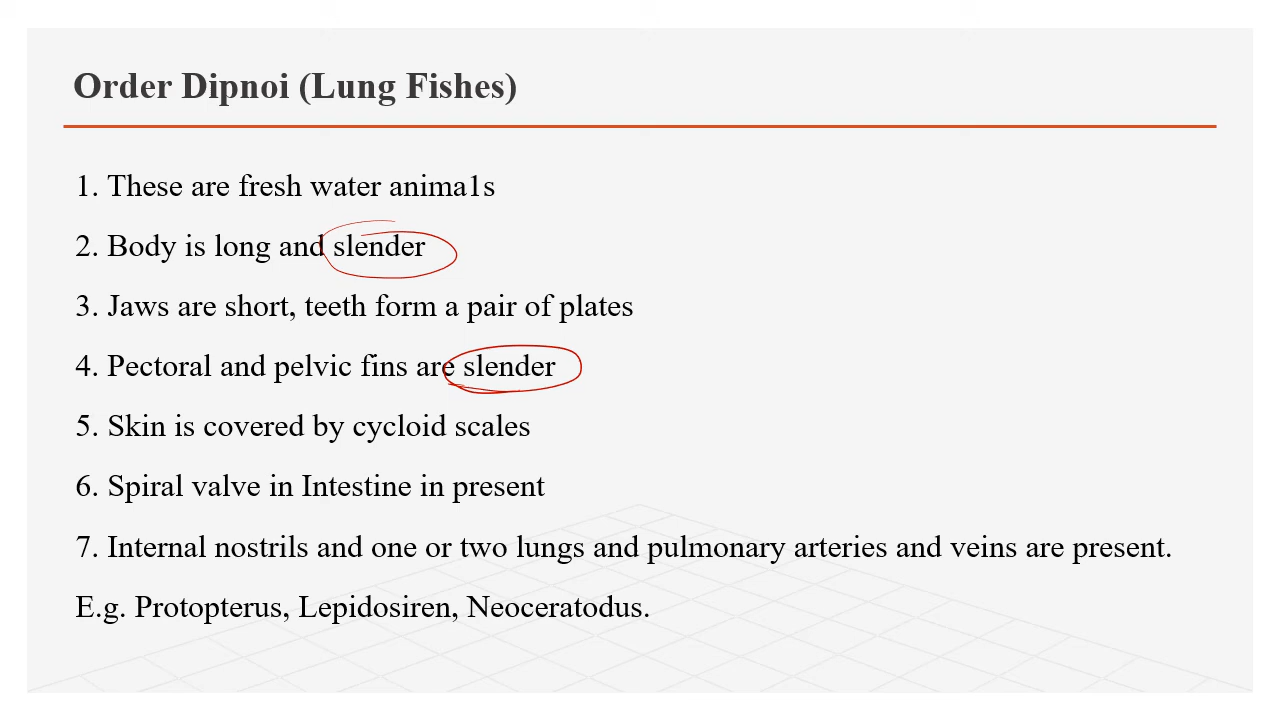 Order Dipnoi (Lung Fishes)
1. These are fresh water anima1s
2. Body is long and slender
3. Jaws are short, teeth form a pair of plates
4. Pectoral and pelvic fins are slender
5. Skin is covered by cycloid scales
6. Spiral valve in Intestine in present
7. Internal nostrils and one or two lungs and pulmonary arteries and veins are present.
E.g. Protopterus, Lepidosiren, Neoceratodus.